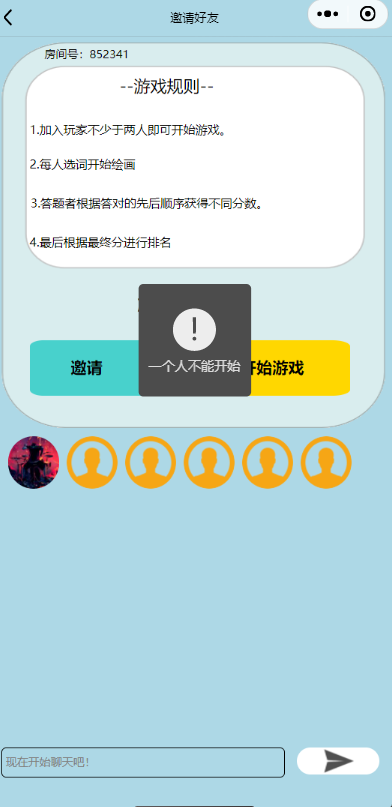 邀请好友
房间号：852341
--游戏规则--
1.加入玩家不少于两人即可开始游戏。
2.每人选词开始绘画
3.答题者根据答对的先后顺序获得不同分数。
4.最后根据最终分进行排名
一个人不能开始
邀请
开始游戏
现在开始聊天吧！